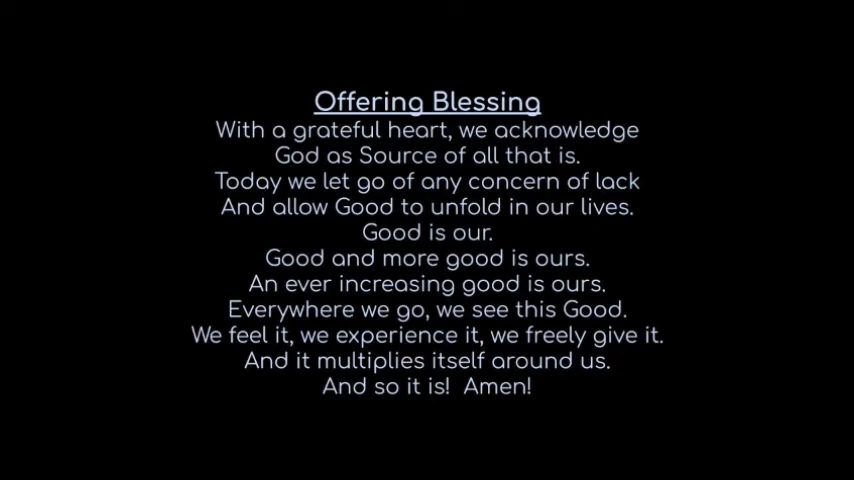 Offering Blessing
With a grateful heart, we acknowledge
God as Source of all that is.
Today we let go of any concern of lack
And allow Good to unfold in our lives.
Good is our.
Good and more good is ours.
An ever increasing good is ours.
Everywhere we go, we see this Good.
We feel it, we experience it, we freely give it.
And it multiplies itself around us.
And so it is!  Amen!